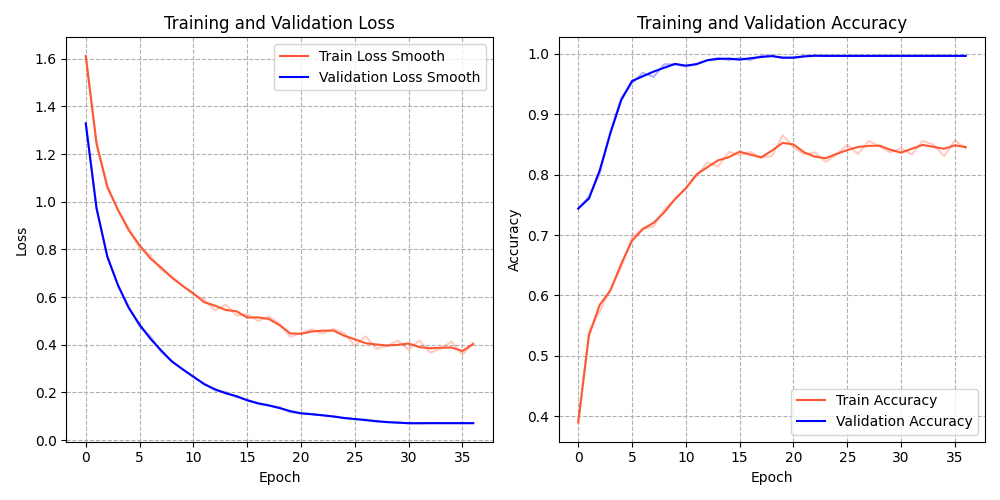 Training and Validation Loss
Train Loss Smooth
Validation Loss Smooth
1.6
1.4
1.2
1.0
0.8
0.6
0.4
0.2
0.0
Loss
0 5 10 15 20 25 30 35
Epoch
Training and Validation Accuracy
1.0
0.9
0.8
0.7
0.6
0.5
0.4
Accuracy
Train Accuracy
Validation Accuracy
0 5 10 15 20 25 30 35
Epoch